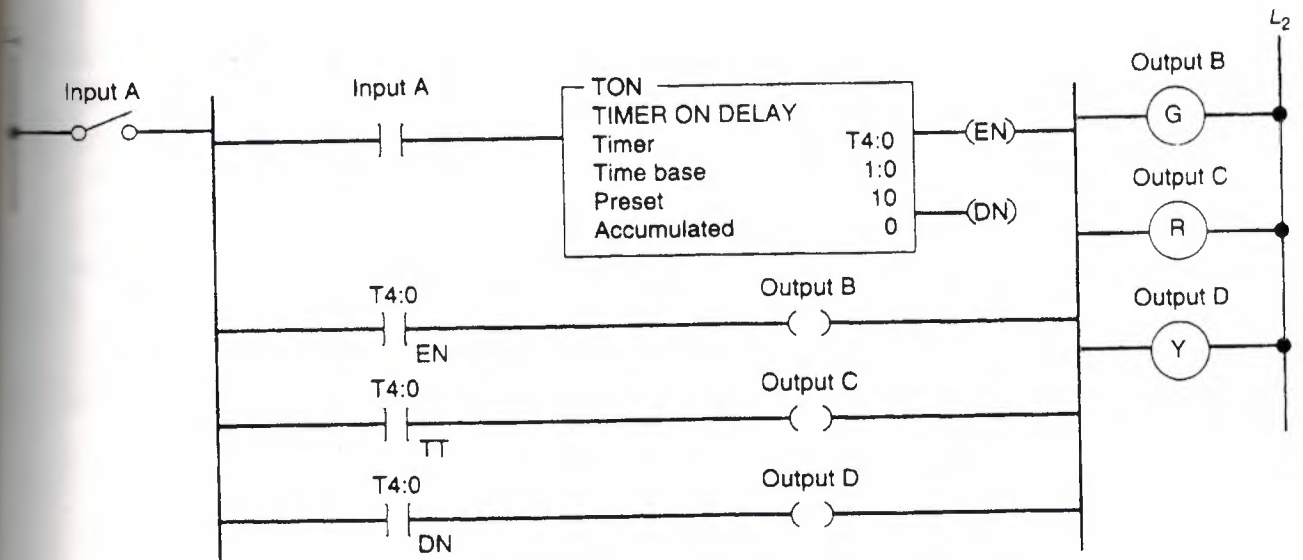 L2
Output B
Input A
Input A
TON
TIMER ON DELAY
Timer T4:0
Time base 1:0
Preset 10
Accumulated 0
(EN)
(DN)
G
Output C
R
Output D
Y
T4:0
EN
Output B
T4:0
TT
Output C
T4:0
DN
Output D